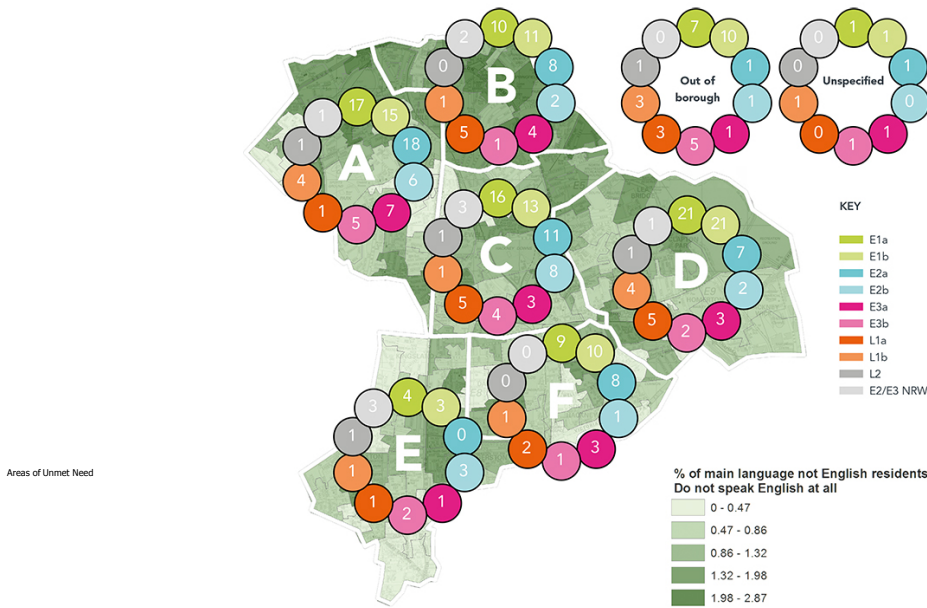 10
2
11
0
8
B
1
2
5
4
1
7
0
10
1
1
Out of
borough
3
1
3
1
5
1
0
1
0
1
Unspecified
1
0
0
1
1
17
1
15
1
18
A
4
6
1
7
5
16
3
13
1
11
C
1
8
5
3
4
21
1
21
1
7
D
4
2
5
3
2
KEY
E1a
E1b
E2a
E2b
E3a
E3b
L1a
L1b
L2
E2/E3 NRW
9
0
10
0
8
F
1
1
2
3
1
4
3
3
1
0
E
1
3
1
1
2
Areas of Unmet Need
% of main language not English residents
Do not speak English at all
0 - 0.47
0.47 - 0.86
0.86 - 1.32
1.32 - 1.98
1.98 - 2.87